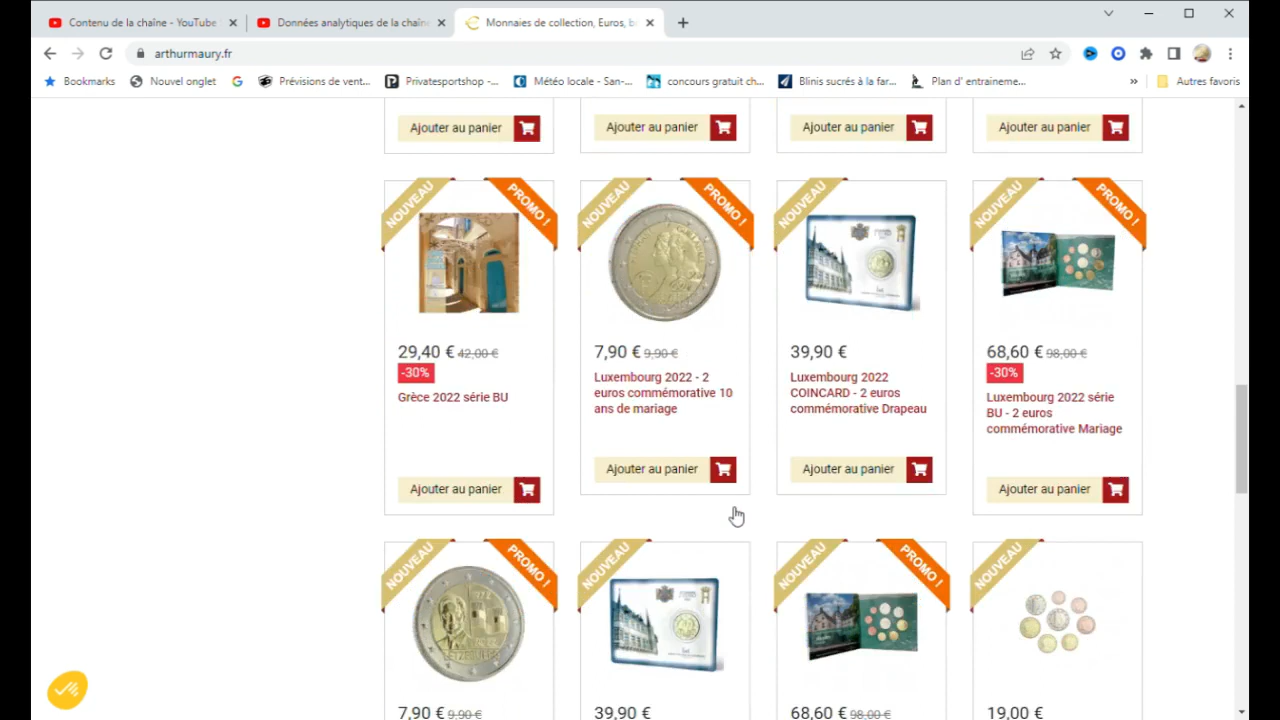 Contenu de la chaîne - YouTube
Données analytiques de la chaîne
Monnaies de collection, Euros, b
arthurmaury.fr
Bookmarks
Nouvel onglet
Prévisions de vent...
Privatesportshop -...
Météo locale - San-...
concours gratuit ch...
Blinis sucrés à la far...
Plan d' entraineme...
»
Autres favoris
Ajouter au panier
Ajouter au panier
Ajouter au panier
Ajouter au panier
NOUVEAU
PROMO !
NOUVEAU
PROMO !
NOUVEAU
NOUVEAU
PROMO !
29,40 € 42,00 €
-30%
Grèce 2022 série BU
Ajouter au panier
7,90 € 9,90 €
Luxembourg 2022 - 2
euros commémorative 10
ans de mariage
Ajouter au panier
39,90 €
Luxembourg 2022
COINCARD - 2 euros
commémorative Drapeau
Ajouter au panier
68,60 € 98,00 €
-30%
Luxembourg 2022 série
BU - 2 euros
commémorative Mariage
Ajouter au panier
NOUVEAU
PROMO !
NOUVEAU
NOUVEAU
PROMO !
NOUVEAU
7,90 € 9,90 €
39,90 €
68,60 € 98,00 €
19,00 €